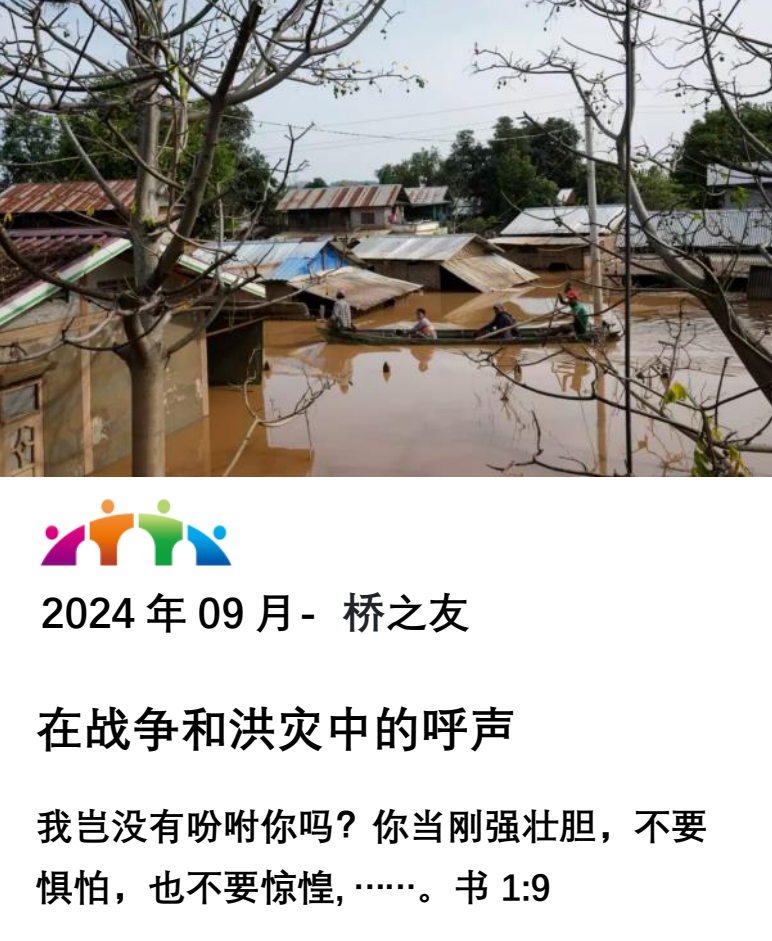 2024 年 09 月- 桥之友
在战争和洪灾中的呼声
我岂没有吩咐你吗？你当刚强壮胆，不要
惧怕，也不要惊惶, ……。书 1:9